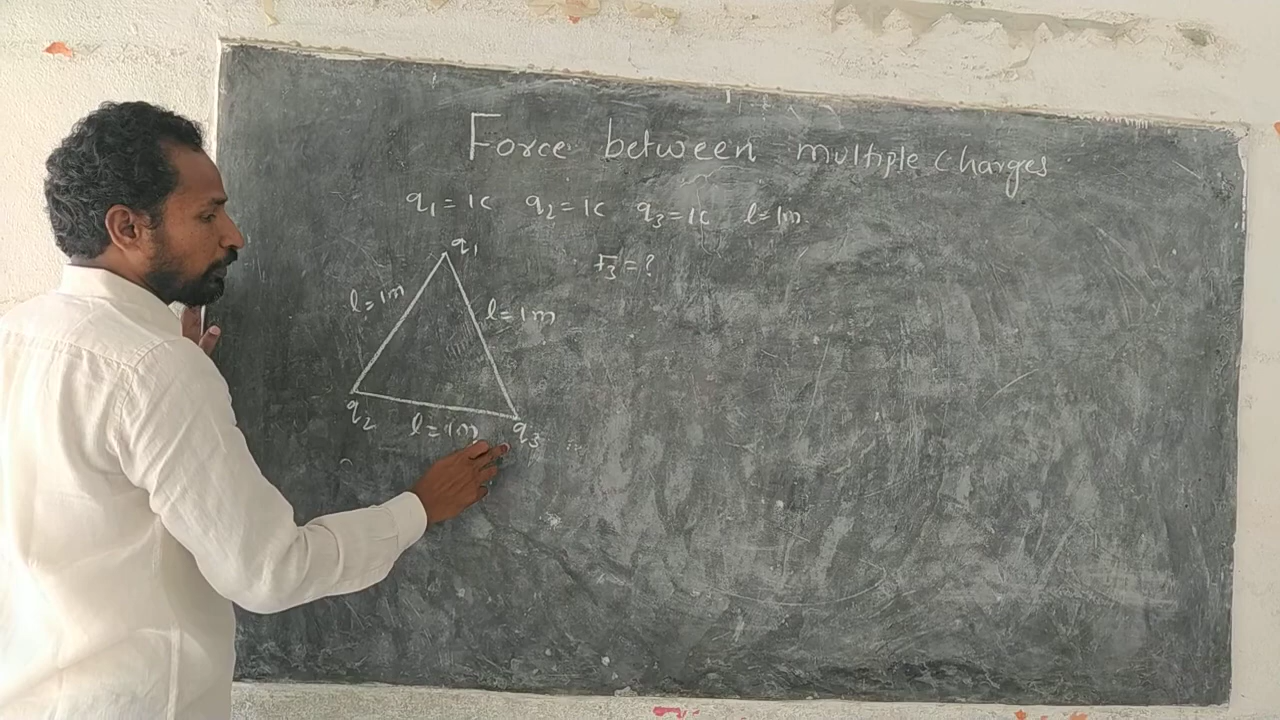 Force between multiple Charges
q₁ = 1C q₂ = 1C q₃ = 1C l = 1m
F₃ = ?
q₁
l = 1m
l = 1m
q₂
l = 1m
q₃